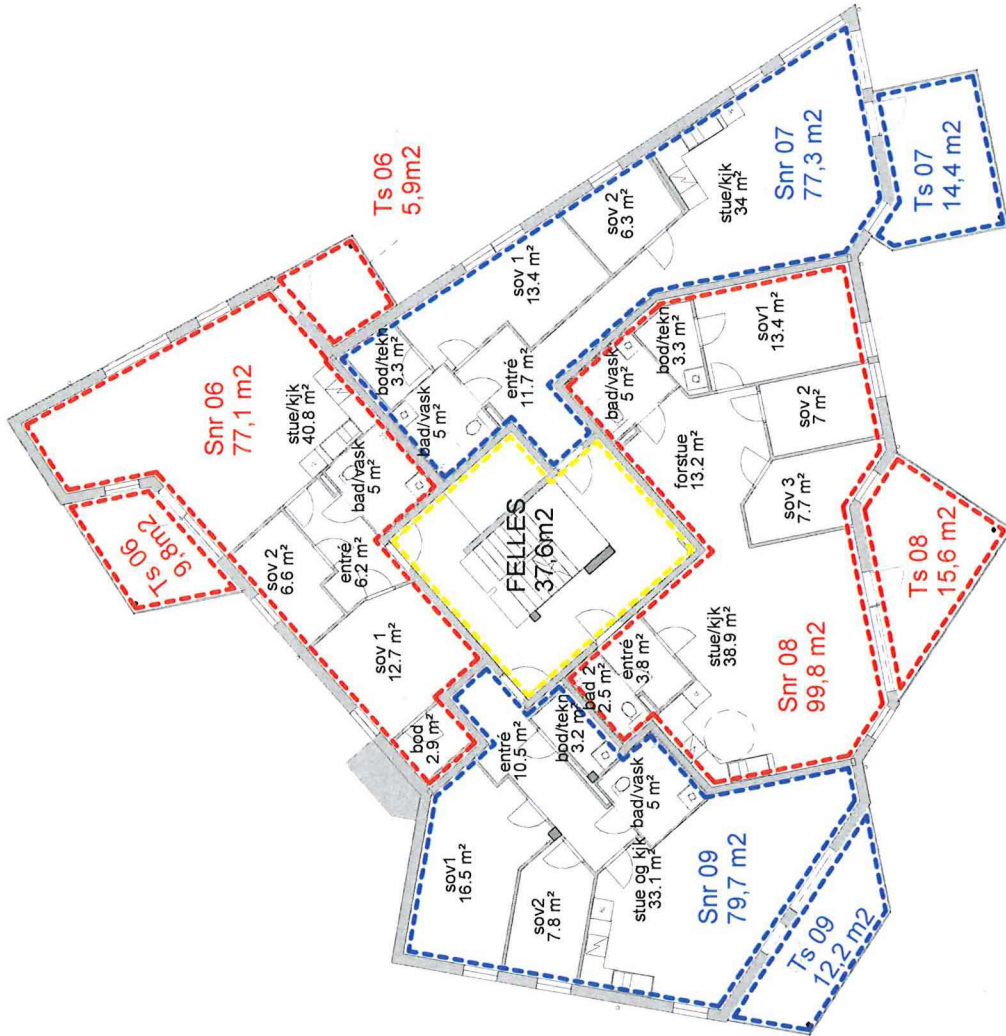 Ts 06
5,9m2
Snr 06
77,1 m2
stue/kjk
40.8 m²
Ts 06
9,8m2
sov 2
6.6 m²
entré
6.2 m²
bad/vask
5 m²
sov 1
12.7 m²
bod
2.9 m²
bod/tekn.
3.3 m²
bad/vask
5 m²
sov 1
13.4 m²
sov 2
6.3 m²
entré
11.7 m²
stue/kjk
34 m²
Snr 07
77,3 m2
Ts 07
14,4 m2
FELLES
37,6m2
bad/vask
5 m²
bod/tekn.
3.3 m²
sov1
13.4 m²
forstue
13.2 m²
sov 2
7 m²
sov 3
7.7 m²
bad 2
2.5 m²
entré
3.8 m²
stue/kjk
38.9 m²
Snr 08
99,8 m2
Ts 08
15,6 m2
entré
10.5 m²
bod/tekn.
3.2 m²
bad/vask
5 m²
sov1
16.5 m²
sov2
7.8 m²
stue og kjk
33.1 m²
Snr 09
79,7 m2
Ts 09
12,2 m2